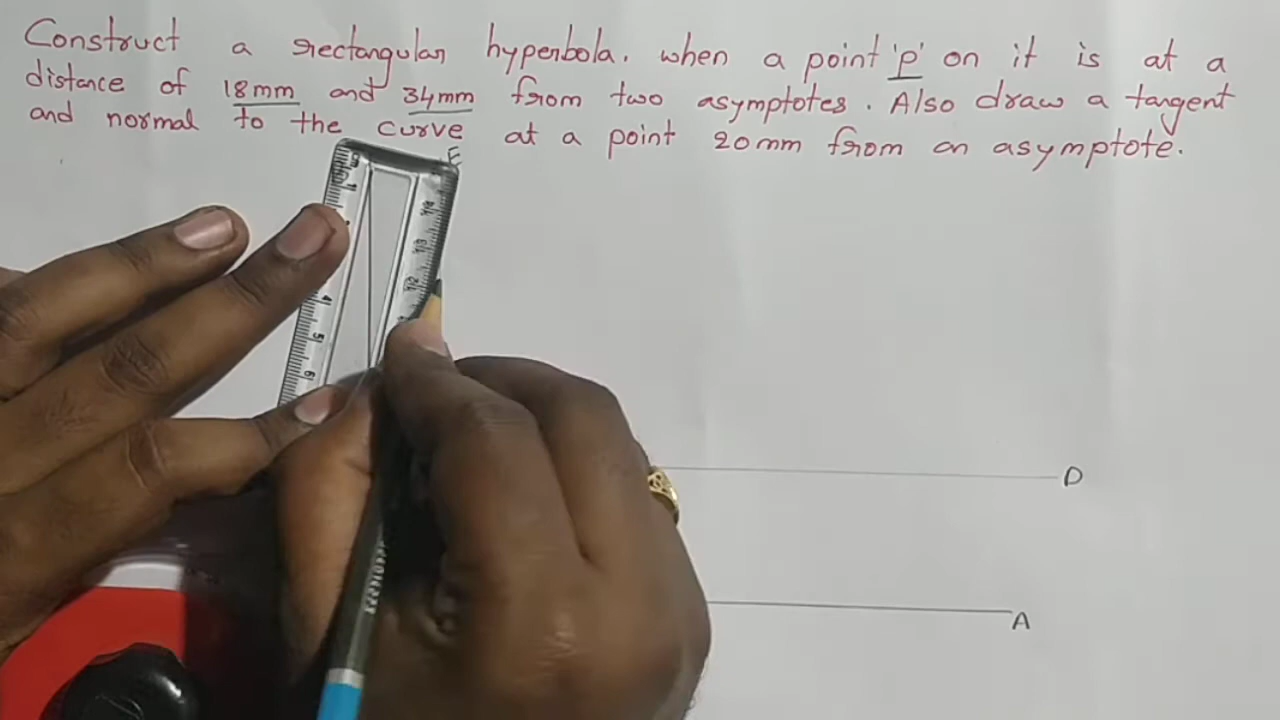 Construct a rectangular hyperbola. when a point 'p' on it is at a
distance of 18mm and 34mm from two asymptotes. Also draw a tangent
and normal to the curve at a point 20mm from an asymptote.
E
D
A